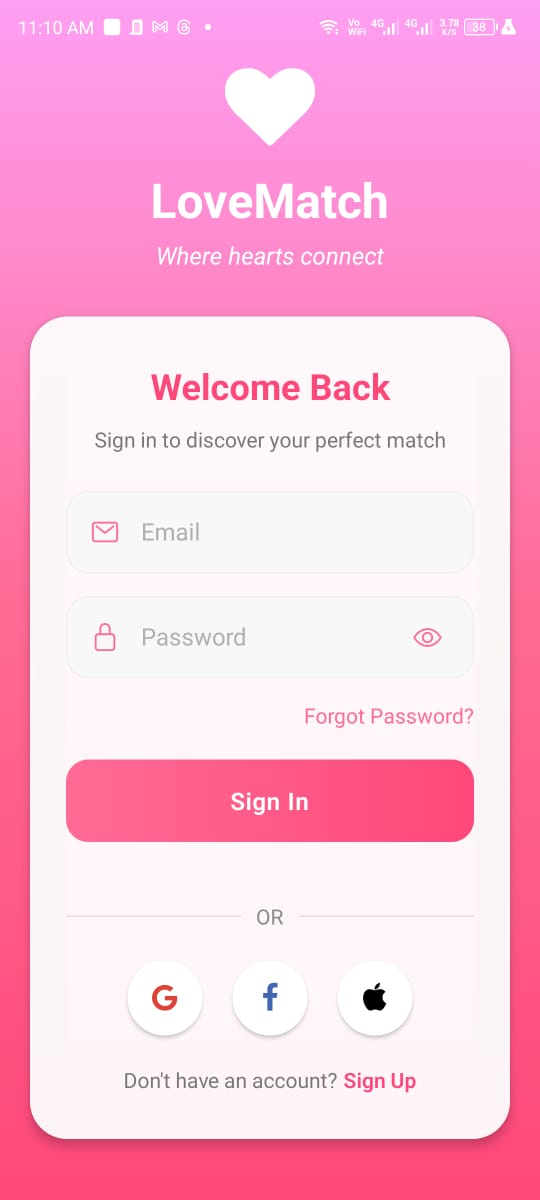 11:10 AM Vo WiFi 4G 4G 3.78 K/S 38
LoveMatch
Where hearts connect
Welcome Back
Sign in to discover your perfect match
Email
Password
Forgot Password?
Sign In
OR
Don't have an account? Sign Up